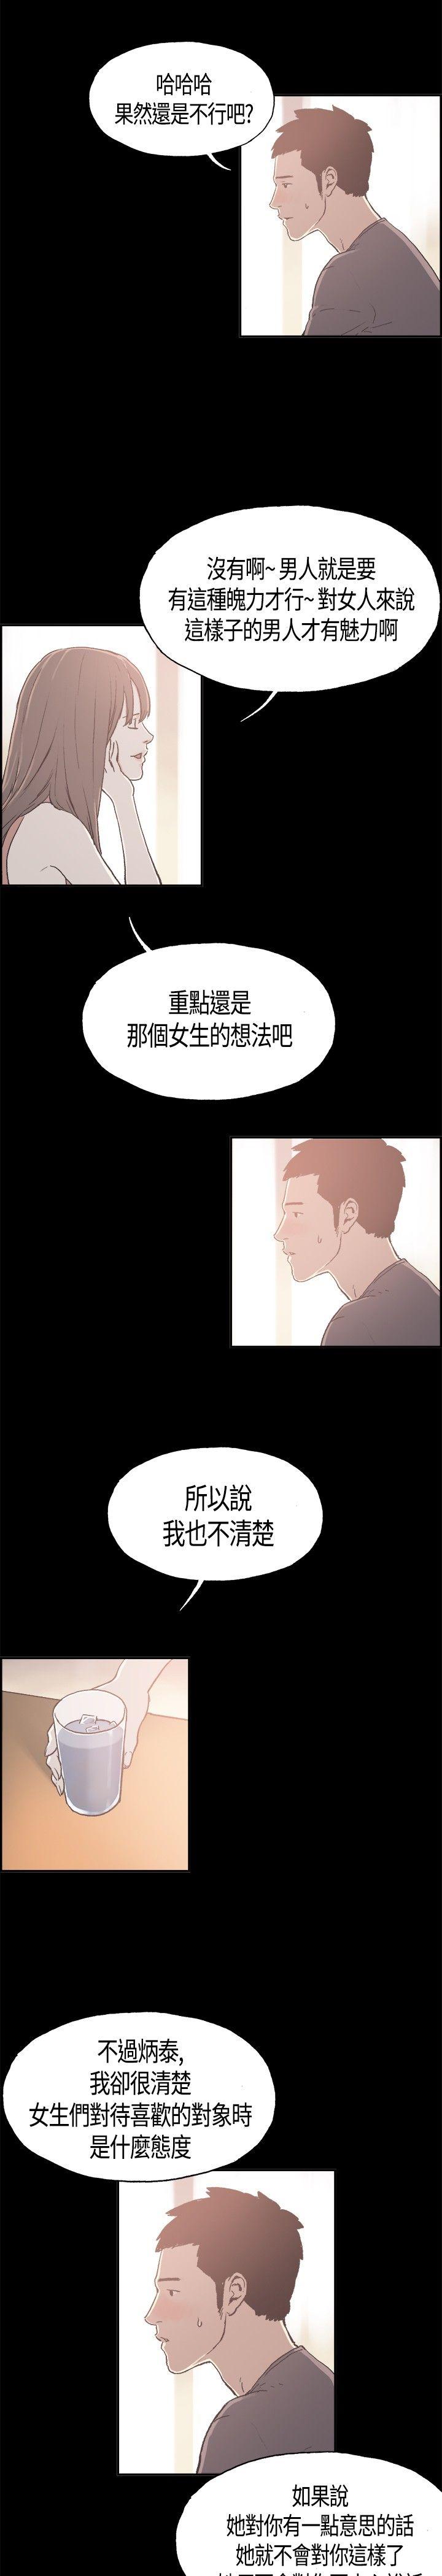 哈哈哈
果然還是不行吧?
沒有啊~男人就是要
有這種魄力才行~對女人來說
這樣子的男人才有魅力啊
重點還是
那個女生的想法吧
所以說
我也不清楚
不過炳泰,
我卻很清楚
女生們對待喜歡的對象時
是什麼態度
如果說
她對你有一點意思的話
她就不會對你這樣了